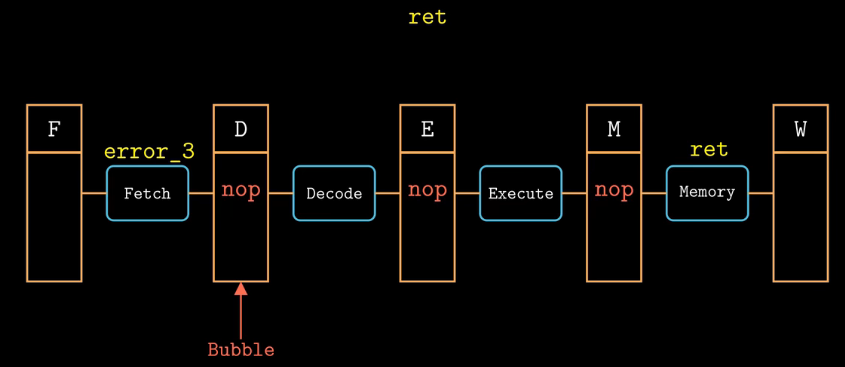 ret
F
D
E
M
W
error_3
ret
Fetch
nop
Decode
nop
Execute
nop
Memory
Bubble